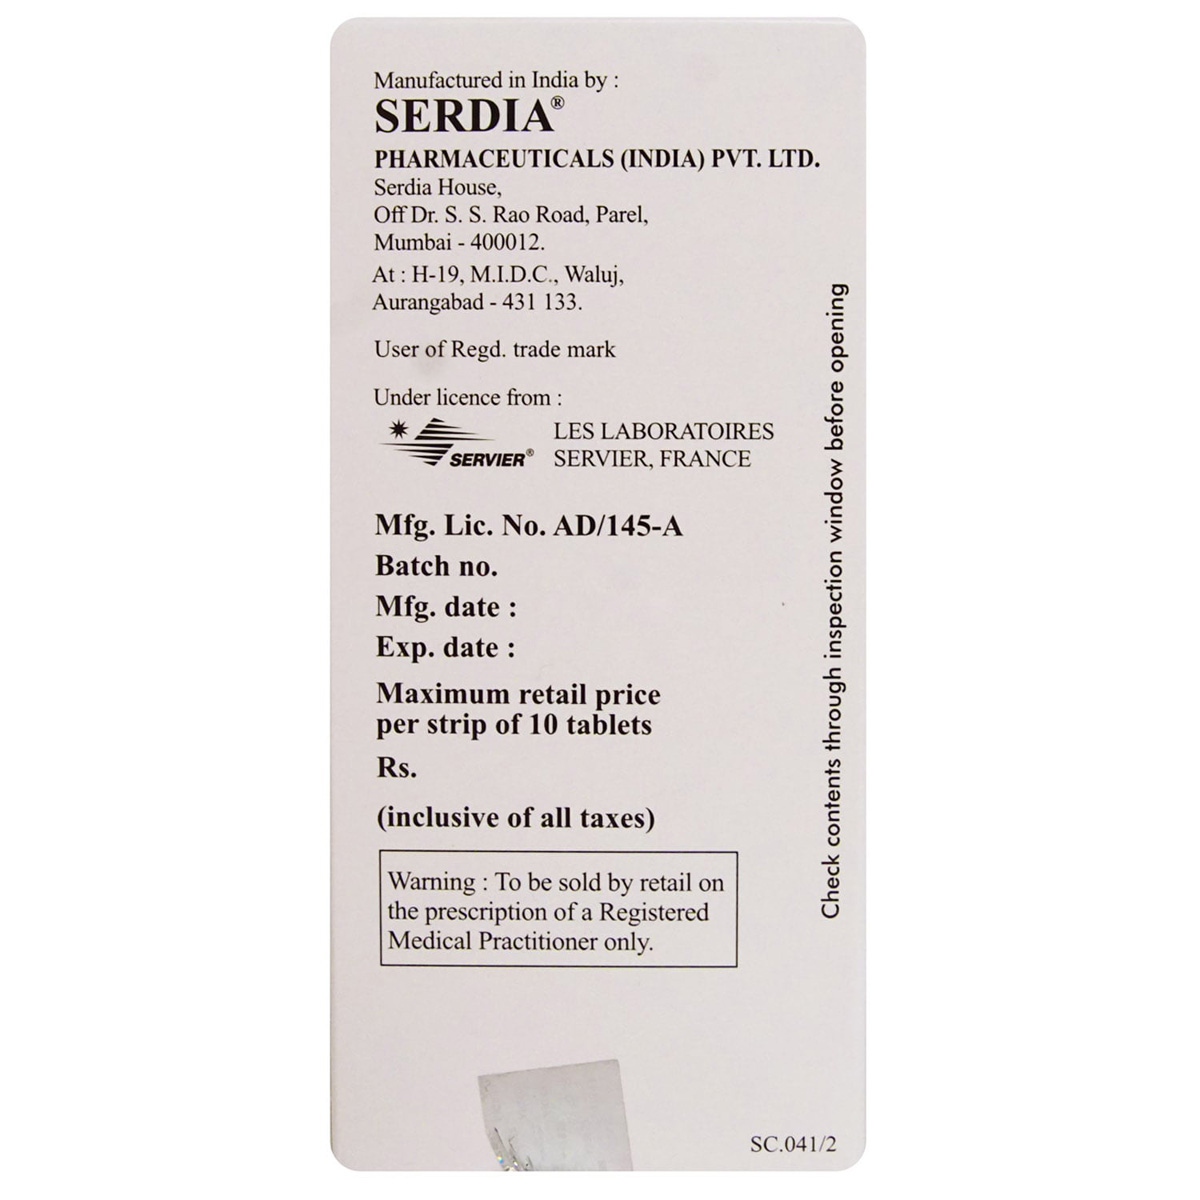 Manufactured in India by :
SERDIA®
PHARMACEUTICALS (INDIA) PVT. LTD.
Serdia House,
Off Dr. S. S. Rao Road, Parel,
Mumbai - 400012.
At : H-19, M.I.D.C., Waluj,
Aurangabad - 431 133.
User of Regd. trade mark
Under licence from :
SERVIER®
LES LABORATOIRES
SERVIER, FRANCE
Mfg. Lic. No. AD/145-A
Batch no.
Mfg. date :
Exp. date :
Maximum retail price
per strip of 10 tablets
Rs.
(inclusive of all taxes)
Warning : To be sold by retail on
the prescription of a Registered
Medical Practitioner only.
Check contents through inspection window before opening
SC.041/2